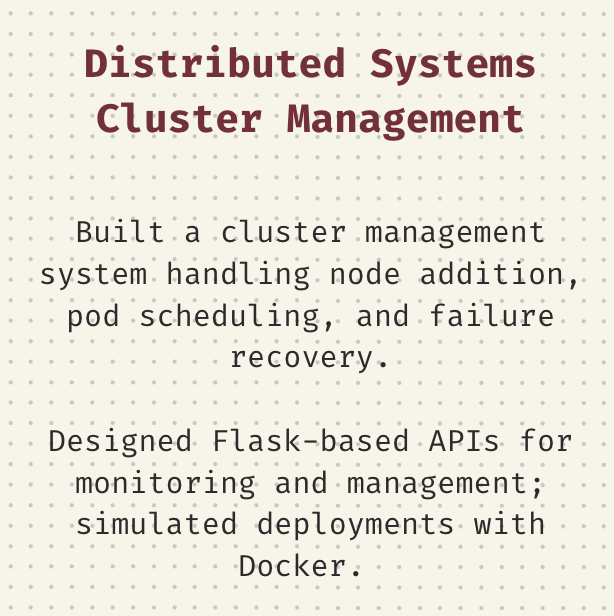 Distributed Systems
Cluster Management
Built a cluster management
system handling node addition,
pod scheduling, and failure
recovery.
Designed Flask-based APIs for
monitoring and management;
simulated deployments with
Docker.